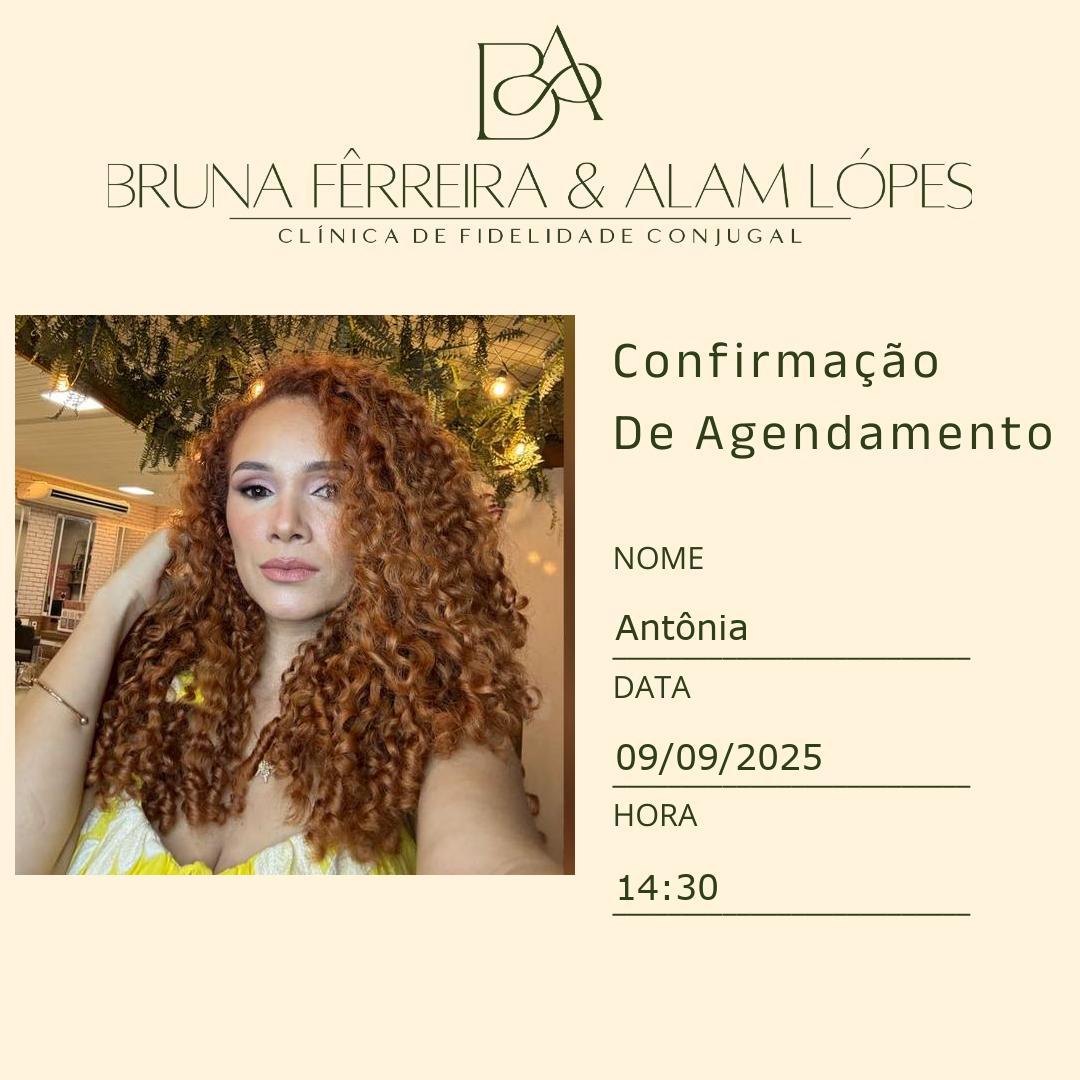 BA
BRUNA FÊRREIRA & ALAM LÓPES
CLÍNICA DE FIDELIDADE CONJUGAL
Confirmação
De Agendamento
NOME
Antônia
DATA
09/09/2025
HORA
14:30